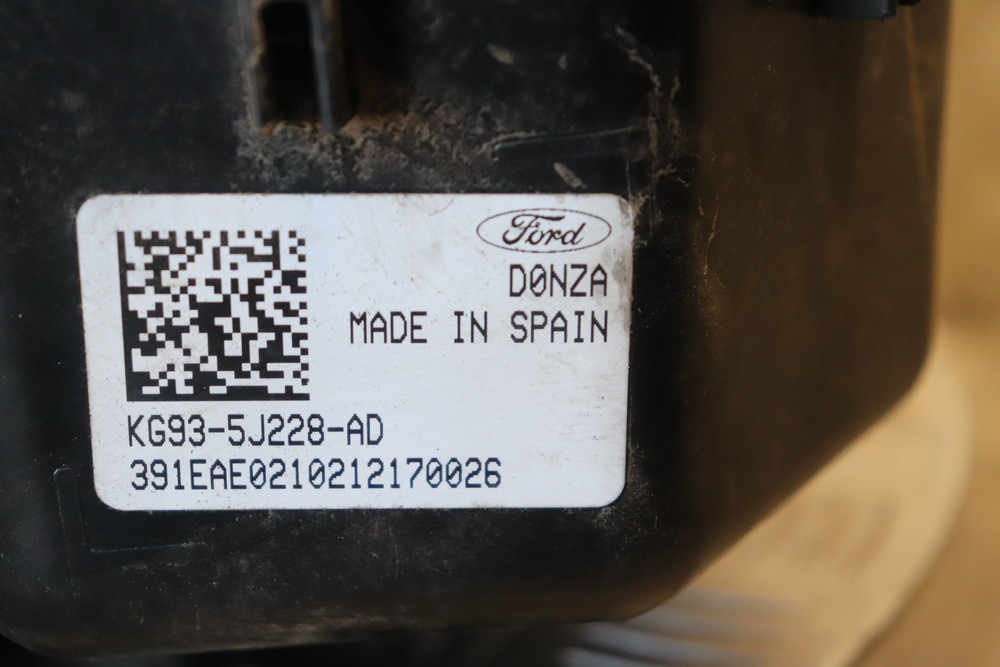 Ford
D0NZA
MADE IN SPAIN
KG93-5J228-AD
391EAE0210212170026